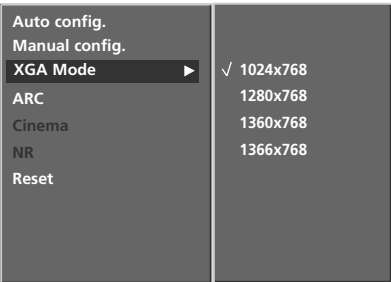 Auto config.
Manual config.
XGA Mode
ARC
Cinema
NR
Reset
√ 1024x768
1280x768
1360x768
1366x768